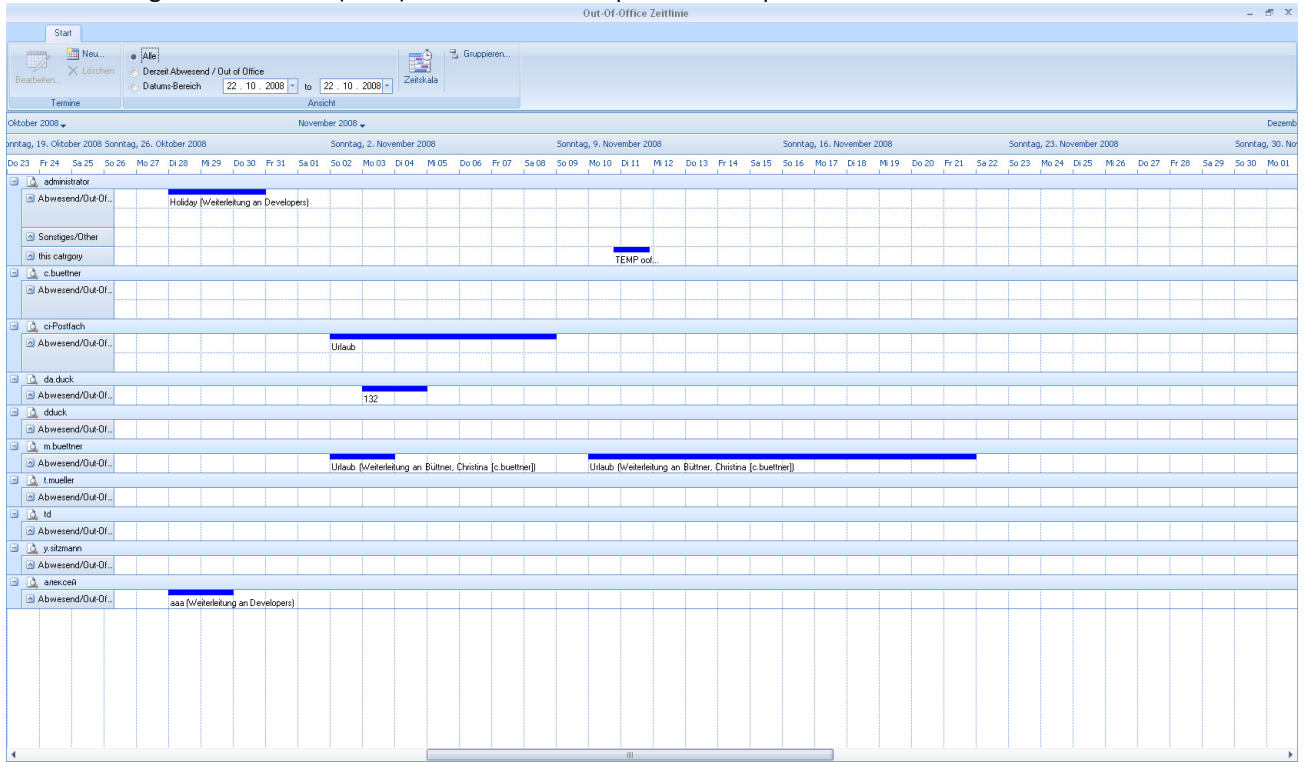 Out-Of-Office Zeitlinie
Start
Bearbeiten...
Neu...
Löschen
Termine
Alle
Derzeit Abwesend / Out of Office
Datums-Bereich 22 . 10 . 2008 to 22 . 10 . 2008
Zeitskala
Ansicht
Gruppieren...
Oktober 2008 November 2008 Dezemb
onntag, 19. Oktober 2008 Sonntag, 26. Oktober 2008 Sonntag, 2. November 2008 Sonntag, 9. November 2008 Sonntag, 16. November 2008 Sonntag, 23. November 2008 Sonntag, 30. No
Do 23 Fr 24 Sa 25 So 26 Mo 27 Di 28 Mi 29 Do 30 Fr 31 Sa 01 So 02 Mo 03 Di 04 Mi 05 Do 06 Fr 07 Sa 08 So 09 Mo 10 Di 11 Mi 12 Do 13 Fr 14 Sa 15 So 16 Mo 17 Di 18 Mi 19 Do 20 Fr 21 Sa 22 So 23 Mo 24 Di 25 Mi 26 Do 27 Fr 28 Sa 29 So 30 Mo 01
administrator
Abwesend/Out-Of... Holiday (Weiterleitung an Developers)
Sonstiges/Other
this catrgory TEMP oof...
c.buettner
Abwesend/Out-Of...
ci-Postfach
Abwesend/Out-Of... Urlaub
da.duck
Abwesend/Out-Of... 132
dduck
Abwesend/Out-Of...
m.buettner
Abwesend/Out-Of... Urlaub (Weiterleitung an Büttner, Christina [c.buettner]) Urlaub (Weiterleitung an Büttner, Christina [c.buettner])
t.mueller
Abwesend/Out-Of...
td
Abwesend/Out-Of...
y.sitzmann
Abwesend/Out-Of...
алексей
Abwesend/Out-Of... aaa (Weiterleitung an Developers)